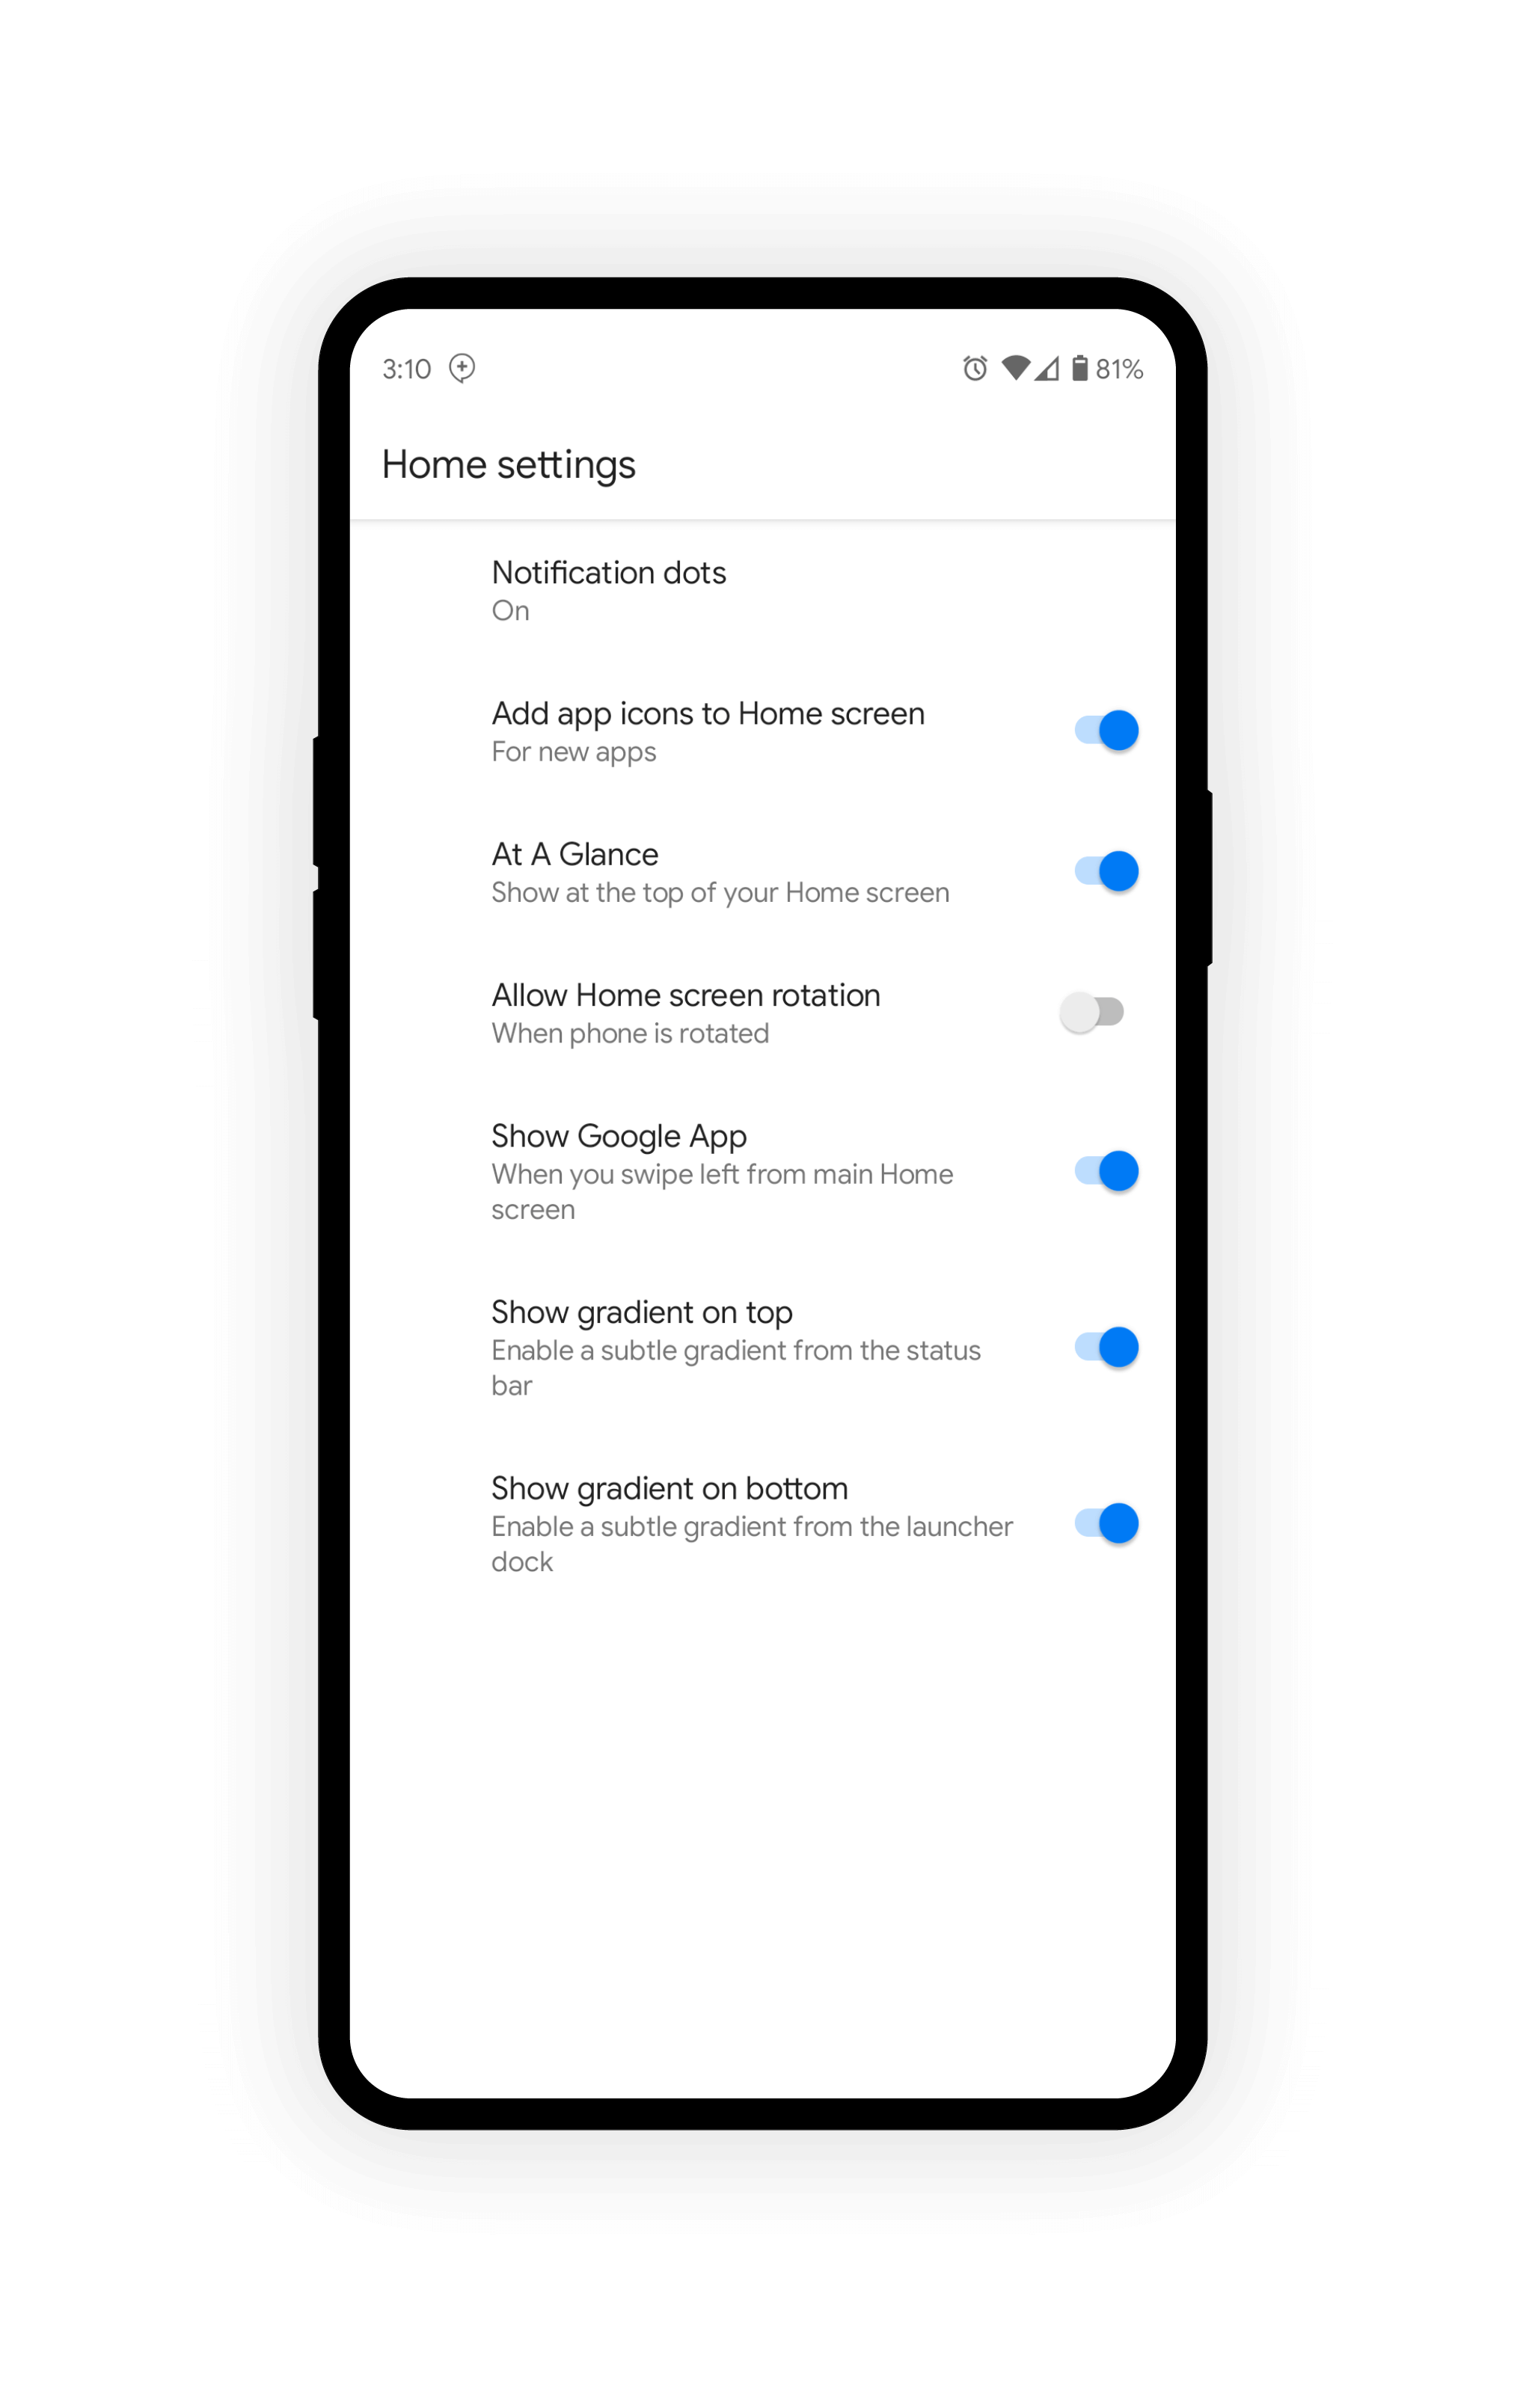 3:10
81%
Home settings
Notification dots
On
Add app icons to Home screen
For new apps
At A Glance
Show at the top of your Home screen
Allow Home screen rotation
When phone is rotated
Show Google App
When you swipe left from main Home
screen
Show gradient on top
Enable a subtle gradient from the status
bar
Show gradient on bottom
Enable a subtle gradient from the launcher
dock